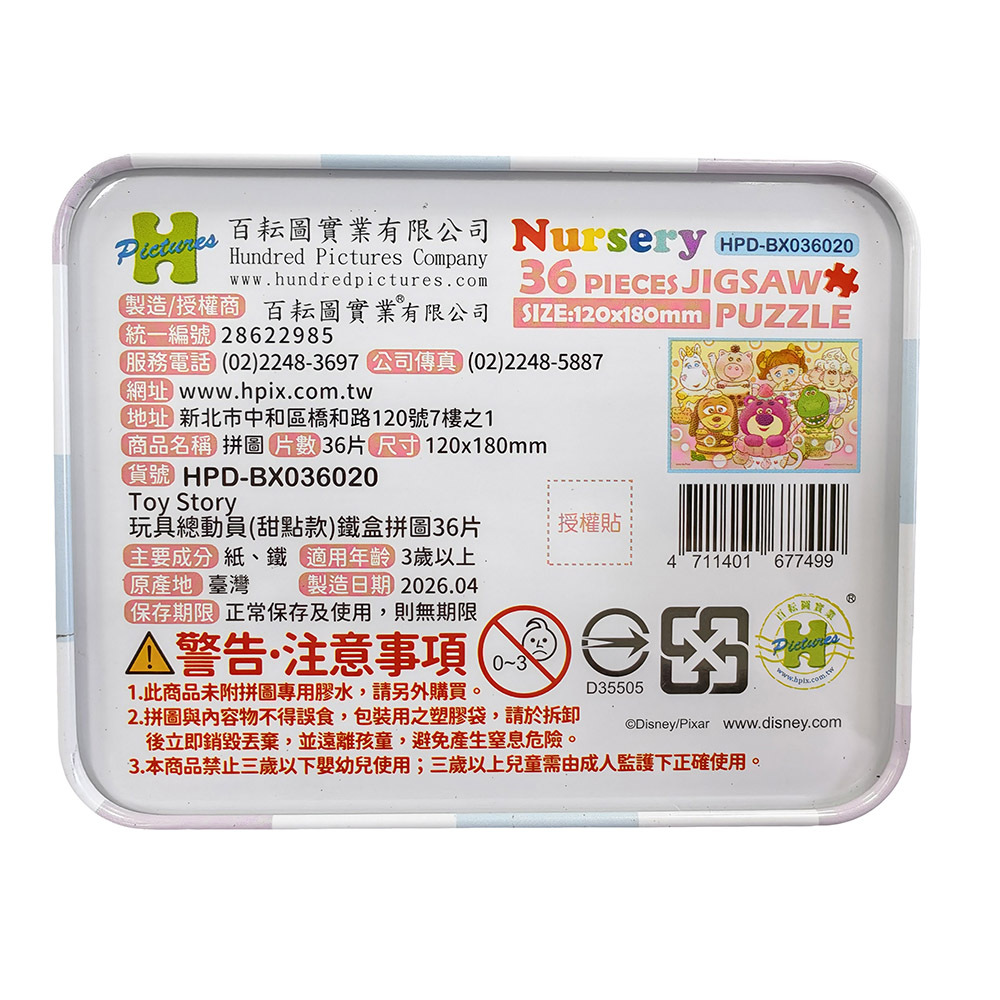 Pictures H
百耘圖實業有限公司
Hundred Pictures Company
www.hundredpictures.com
製造/授權商 百耘圖實業®有限公司
統一編號 28622985
服務電話 (02)2248-3697 公司傳真 (02)2248-5887
網址 www.hpix.com.tw
地址 新北市中和區橋和路120號7樓之1
商品名稱 拼圖 片數 36片 尺寸 120x180mm
貨號 HPD-BX036020
Toy Story
玩具總動員(甜點款)鐵盒拼圖36片
主要成分 紙、鐵 適用年齡 3歲以上
原產地 臺灣 製造日期 2026.04
保存期限 正常保存及使用，則無期限
Nursery HPD-BX036020
36 PIECES JIGSAW
SIZE:120x180mm PUZZLE
授權貼
4 711401 677499
警告·注意事項
0~3
D35505
百耘圖實業 ®
H Pictures
www.hpix.com.tw
1.此商品未附拼圖專用膠水，請另外購買。
2.拼圖與內容物不得誤食，包裝用之塑膠袋，請於拆卸
後立即銷毀丟棄，並遠離孩童，避免產生窒息危險。
3.本商品禁止三歲以下嬰幼兒使用；三歲以上兒童需由成人監護下正確使用。
©Disney/Pixar www.disney.com